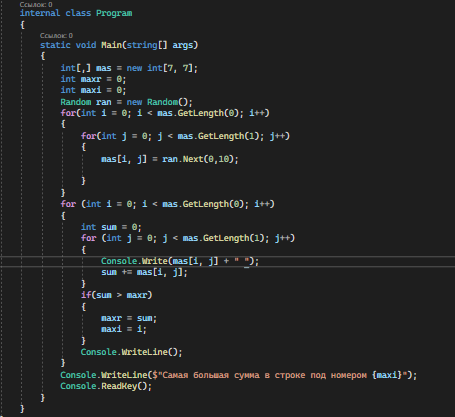 Ссылок: 0
internal class Program
{
Ссылок: 0
static void Main(string[] args)
{
int[,] mas = new int[7, 7];
int maxr = 0;
int maxi = 0;
Random ran = new Random();
for(int i = 0; i < mas.GetLength(0); i++)
{
for(int j = 0; j < mas.GetLength(1); j++)
{
mas[i, j] = ran.Next(0,10);
}
}
for (int i = 0; i < mas.GetLength(0); i++)
{
int sum = 0;
for (int j = 0; j < mas.GetLength(1); j++)
{
Console.Write(mas[i, j] + " ");
sum += mas[i, j];
}
if(sum > maxr)
{
maxr = sum;
maxi = i;
}
Console.WriteLine();
}
Console.WriteLine($"Самая большая сумма в строке под номером {maxi}");
Console.ReadKey();
}
}